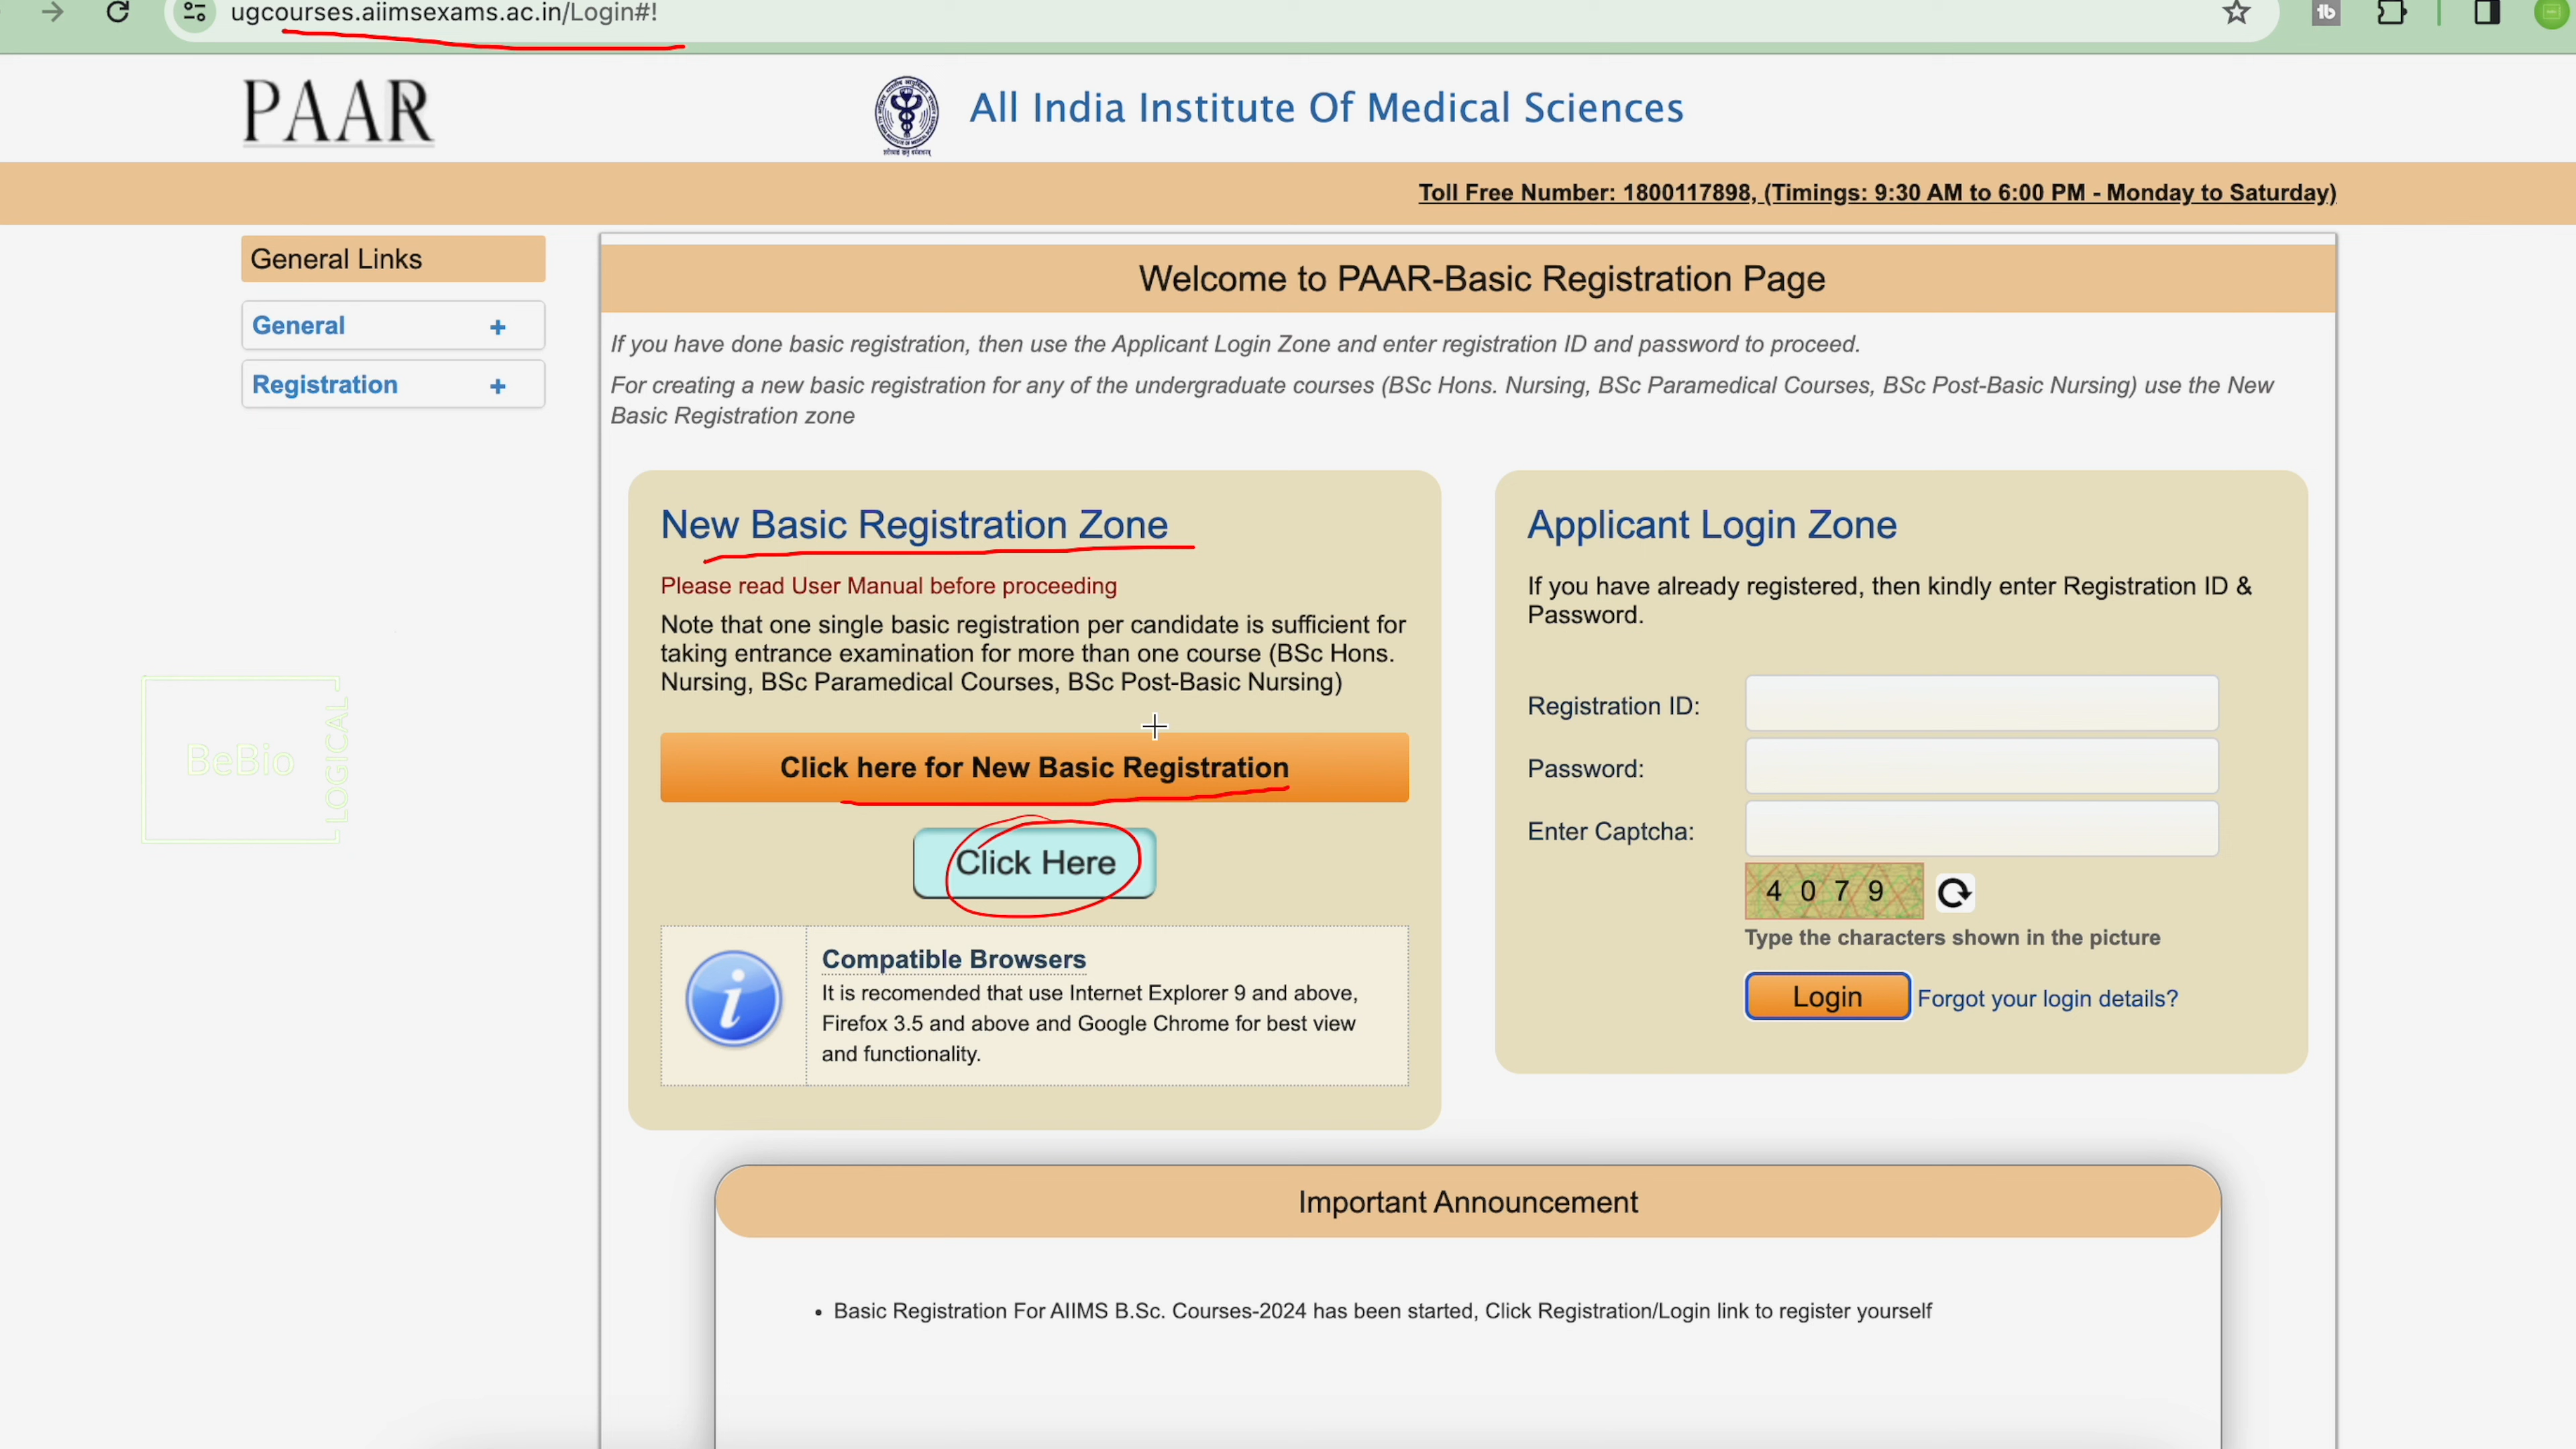 ugcourses.aiimsexams.ac.in/Login#!
PAAR
All India Institute Of Medical Sciences
Toll Free Number: 1800117898, (Timings: 9:30 AM to 6:00 PM - Monday to Saturday)
General Links
General +
Registration +
Welcome to PAAR-Basic Registration Page
If you have done basic registration, then use the Applicant Login Zone and enter registration ID and password to proceed.
For creating a new basic registration for any of the undergraduate courses (BSc Hons. Nursing, BSc Paramedical Courses, BSc Post-Basic Nursing) use the New
Basic Registration zone
New Basic Registration Zone
Please read User Manual before proceeding
Note that one single basic registration per candidate is sufficient for
taking entrance examination for more than one course (BSc Hons.
Nursing, BSc Paramedical Courses, BSc Post-Basic Nursing)
Click here for New Basic Registration
Click Here
Compatible Browsers
It is recomended that use Internet Explorer 9 and above,
Firefox 3.5 and above and Google Chrome for best view
and functionality.
Applicant Login Zone
If you have already registered, then kindly enter Registration ID &
Password.
Registration ID:
Password:
Enter Captcha:
4 0 7 9
Type the characters shown in the picture
Login Forgot your login details?
BeBio
LOGICAL
Important Announcement
• Basic Registration For AIIMS B.Sc. Courses-2024 has been started, Click Registration/Login link to register yourself